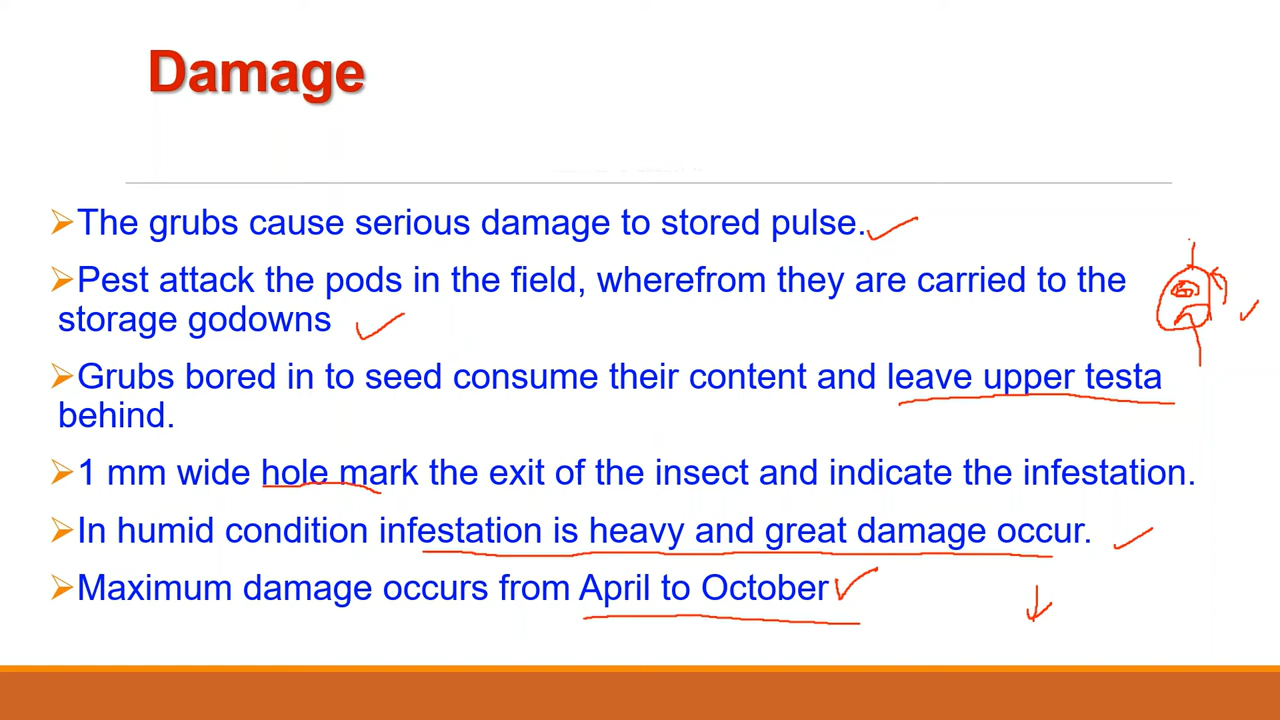 Damage
➢The grubs cause serious damage to stored pulse.
➢Pest attack the pods in the field, wherefrom they are carried to the
storage godowns
➢Grubs bored in to seed consume their content and leave upper testa
behind.
➢1 mm wide hole mark the exit of the insect and indicate the infestation.
➢In humid condition infestation is heavy and great damage occur.
➢Maximum damage occurs from April to October